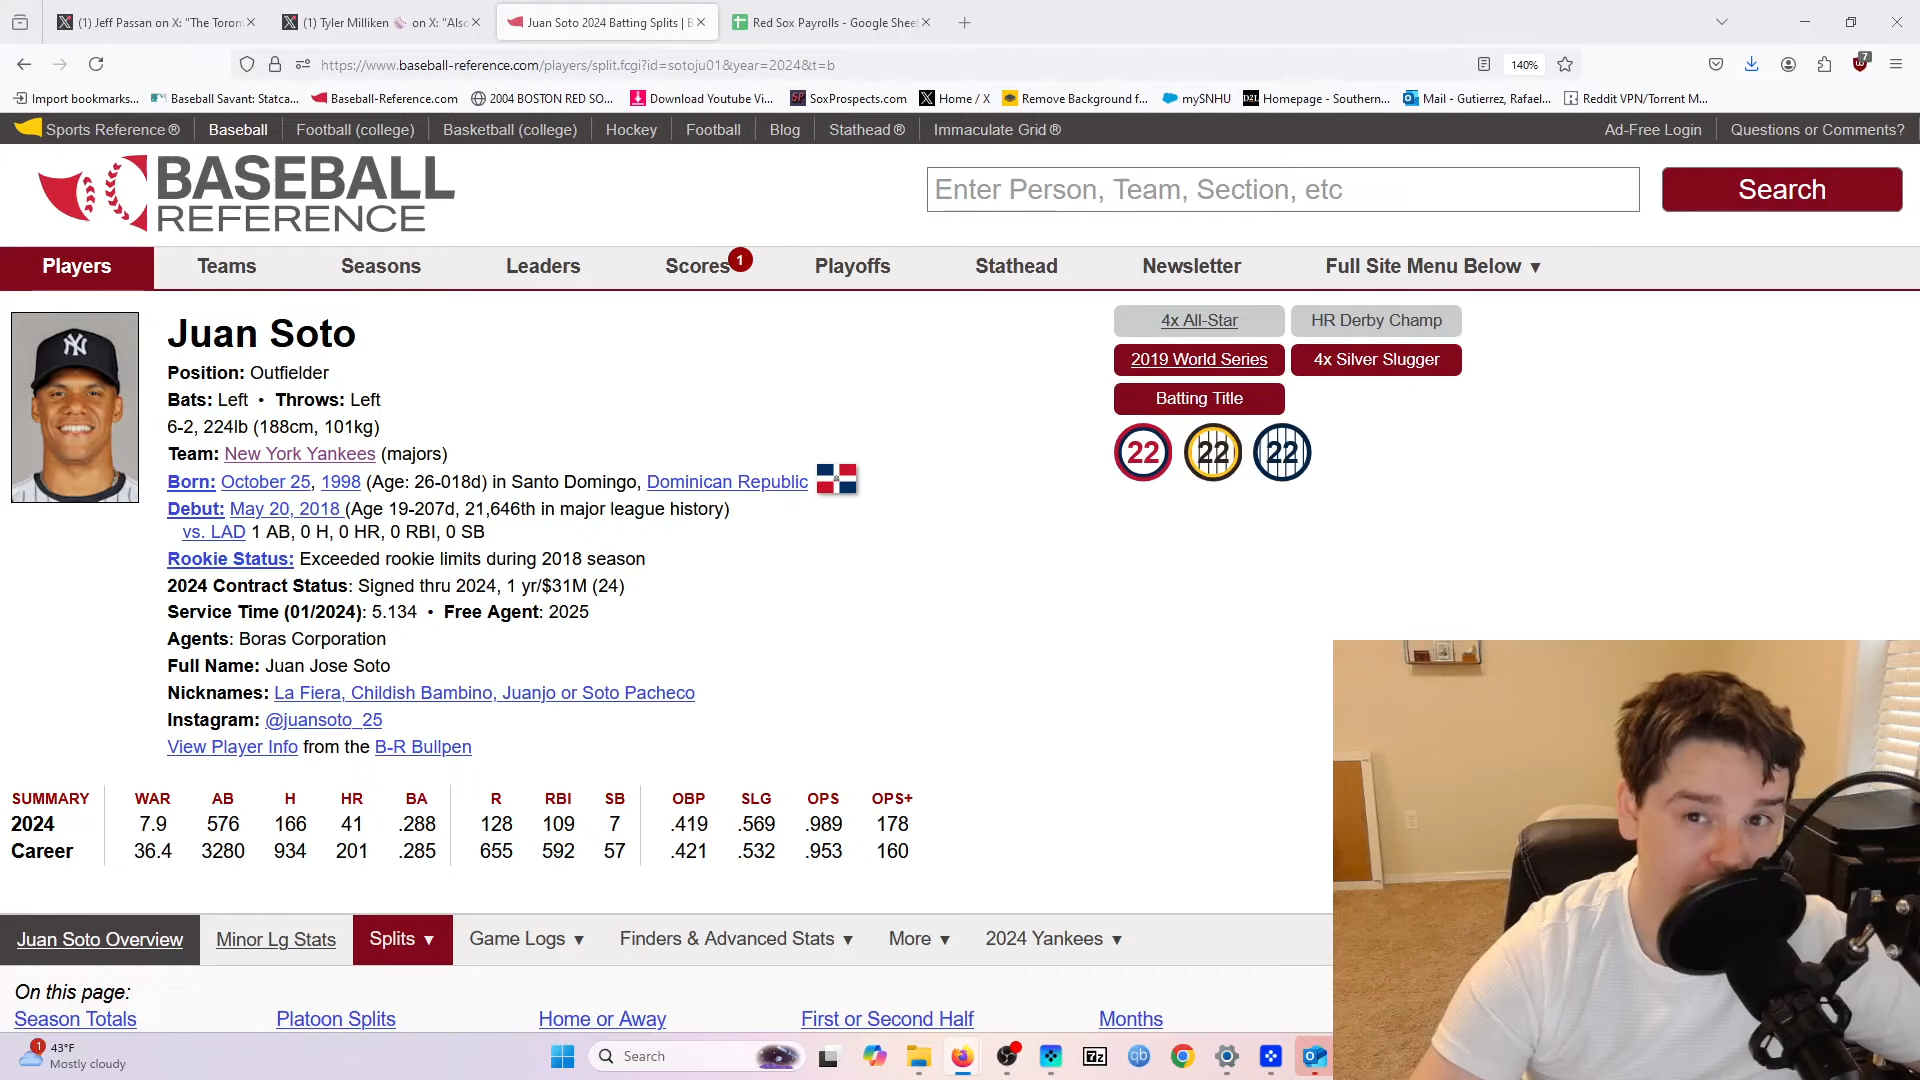 (1) Jeff Passan on X: "The Toron
(1) Tyler Milliken on X: "Also
Juan Soto 2024 Batting Splits | B
Red Sox Payrolls - Google Shee
https://www.baseball-reference.com/players/split.fcgi?id=sotoju01&year=2024&t=b
140%
7
Import bookmarks...
Baseball Savant: Statca...
Baseball-Reference.com
2004 BOSTON RED SO...
Download Youtube Vi...
SP SoxProspects.com
Home / X
Remove Background f...
mySNHU
D2L Homepage - Southern...
Mail - Gutierrez, Rafael...
Reddit VPN/Torrent M...
Sports Reference ®
Baseball
Football (college)
Basketball (college)
Hockey
Football
Blog
Stathead ®
Immaculate Grid ®
Ad-Free Login
Questions or Comments?
BASEBALL
REFERENCE
Enter Person, Team, Section, etc
Search
Players
Teams
Seasons
Leaders
Scores 1
Playoffs
Stathead
Newsletter
Full Site Menu Below ▼
Juan Soto
Position: Outfielder
Bats: Left • Throws: Left
6-2, 224lb (188cm, 101kg)
Team: New York Yankees (majors)
Born: October 25, 1998 (Age: 26-018d) in Santo Domingo, Dominican Republic
Debut: May 20, 2018 (Age 19-207d, 21,646th in major league history)
vs. LAD 1 AB, 0 H, 0 HR, 0 RBI, 0 SB
Rookie Status: Exceeded rookie limits during 2018 season
2024 Contract Status: Signed thru 2024, 1 yr/$31M (24)
Service Time (01/2024): 5.134 • Free Agent: 2025
Agents: Boras Corporation
Full Name: Juan Jose Soto
Nicknames: La Fiera, Childish Bambino, Juanjo or Soto Pacheco
Instagram: @juansoto_25
View Player Info from the B-R Bullpen
4x All-Star
HR Derby Champ
2019 World Series
4x Silver Slugger
Batting Title
22 22 22
SUMMARY WAR AB H HR BA R RBI SB OBP SLG OPS OPS+
2024 7.9 576 166 41 .288 128 109 7 .419 .569 .989 178
Career 36.4 3280 934 201 .285 655 592 57 .421 .532 .953 160
Juan Soto Overview
Minor Lg Stats
Splits ▼
Game Logs ▼
Finders & Advanced Stats ▼
More ▼
2024 Yankees ▼
On this page:
Season Totals
Platoon Splits
Home or Away
First or Second Half
Months
1
43°F
Mostly cloudy
Search
7z
qb